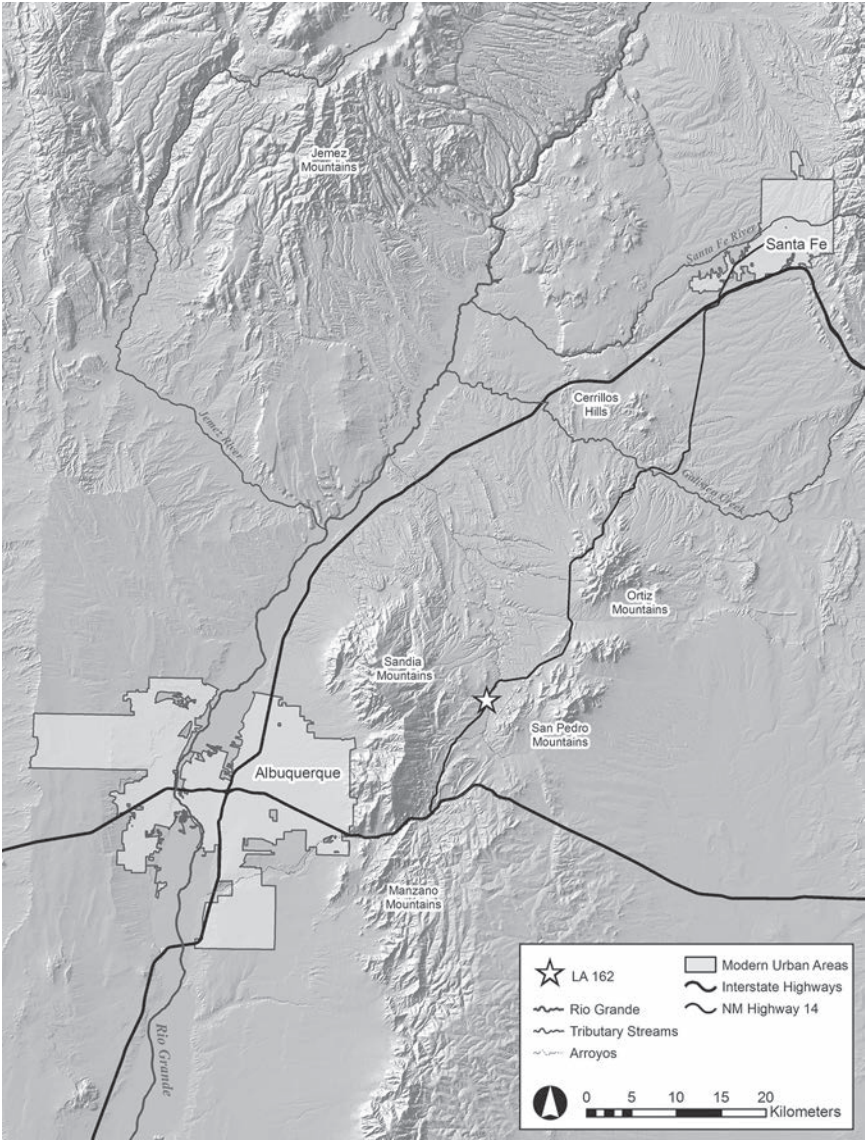 Jemez
Mountains
Santa Fe River
Santa Fe
Cerrillos
Hills
Jemez River
Galisteo Creek
Ortiz
Mountains
Sandia
Mountains
San Pedro
Mountains
Albuquerque
Manzano
Mountains
Rio Grande
LA 162
Rio Grande
Tributary Streams
Arroyos
Modern Urban Areas
Interstate Highways
NM Highway 14
0 5 10 15 20
Kilometers